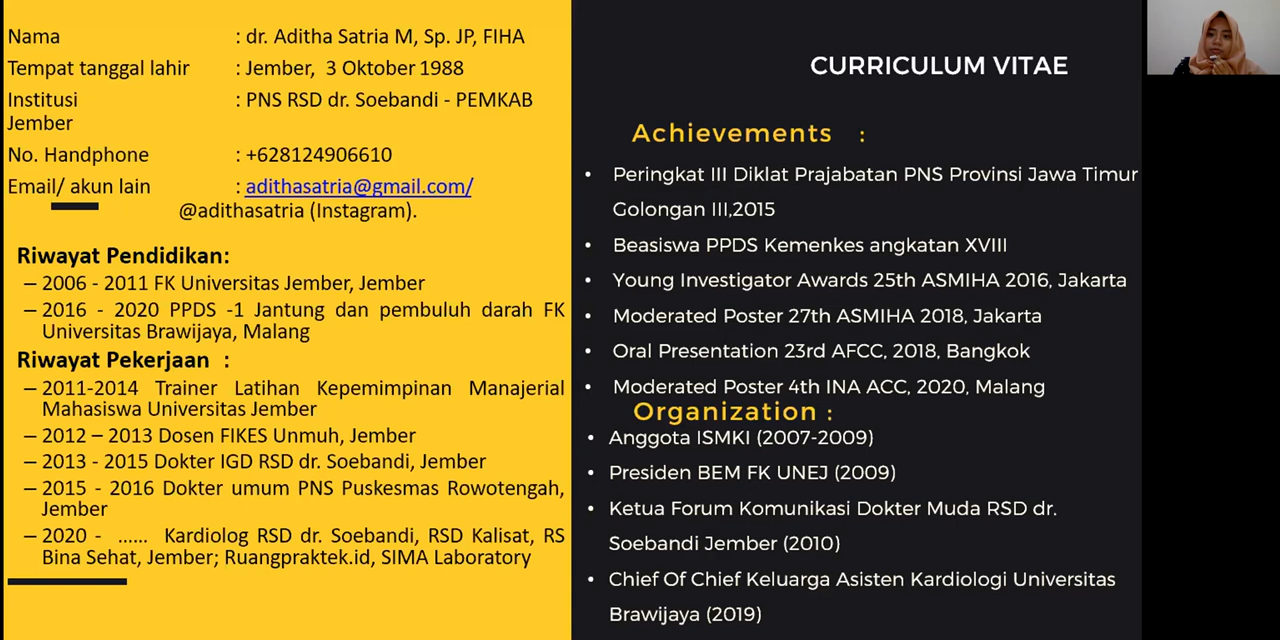 Nama : dr. Aditha Satria M, Sp. JP, FIHA
Tempat tanggal lahir : Jember, 3 Oktober 1988
Institusi : PNS RSD dr. Soebandi - PEMKAB
Jember
No. Handphone : +628124906610
Email/ akun lain : adithasatria@gmail.com/
@adithasatria (Instagram).
Riwayat Pendidikan:
– 2006 - 2011 FK Universitas Jember, Jember
– 2016 - 2020 PPDS -1 Jantung dan pembuluh darah FK
Universitas Brawijaya, Malang
Riwayat Pekerjaan :
– 2011-2014 Trainer Latihan Kepemimpinan Manajerial
Mahasiswa Universitas Jember
– 2012 – 2013 Dosen FIKES Unmuh, Jember
– 2013 - 2015 Dokter IGD RSD dr. Soebandi, Jember
– 2015 - 2016 Dokter umum PNS Puskesmas Rowotengah,
Jember
– 2020 - ...... Kardiolog RSD dr. Soebandi, RSD Kalisat, RS
Bina Sehat, Jember; Ruangpraktek.id, SIMA Laboratory
CURRICULUM VITAE
Achievements :
• Peringkat III Diklat Prajabatan PNS Provinsi Jawa Timur
Golongan III,2015
• Beasiswa PPDS Kemenkes angkatan XVIII
• Young Investigator Awards 25th ASMIHA 2016, Jakarta
• Moderated Poster 27th ASMIHA 2018, Jakarta
• Oral Presentation 23rd AFCC, 2018, Bangkok
• Moderated Poster 4th INA ACC, 2020, Malang
Organization :
• Anggota ISMKI (2007-2009)
• Presiden BEM FK UNEJ (2009)
• Ketua Forum Komunikasi Dokter Muda RSD dr.
Soebandi Jember (2010)
• Chief Of Chief Keluarga Asisten Kardiologi Universitas
Brawijaya (2019)